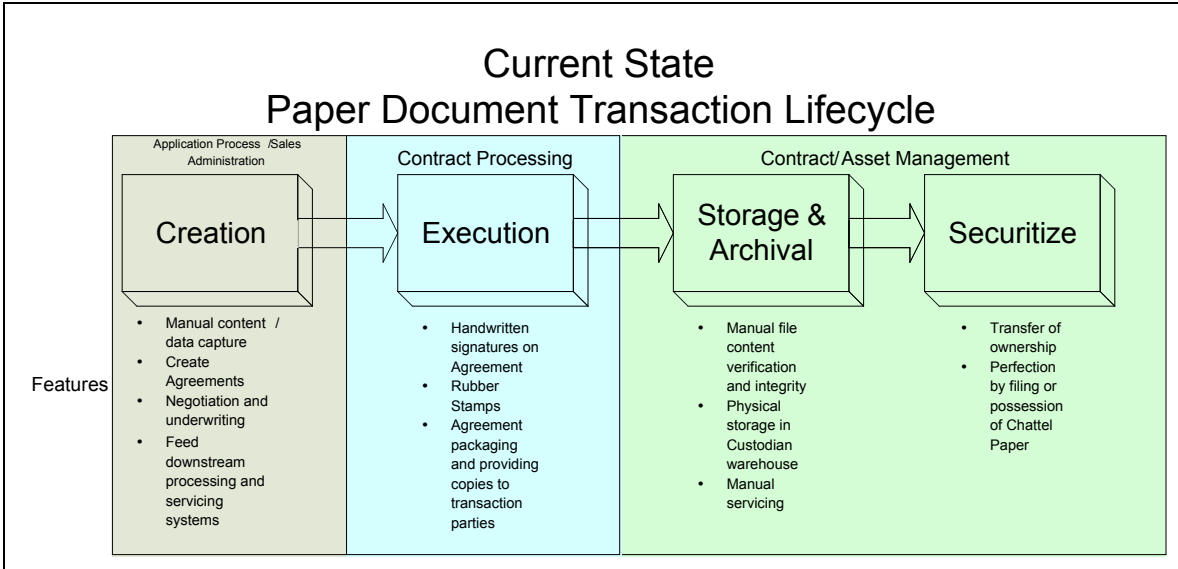 Current State
Paper Document Transaction Lifecycle
Application Process /Sales
Administration
Contract Processing
Contract/Asset Management
Creation
Execution
Storage &
Archival
Securitize
Features
• Manual content /
data capture
• Create
Agreements
• Negotiation and
underwriting
• Feed
downstream
processing and
servicing
systems
• Handwritten
signatures on
Agreement
• Rubber
Stamps
• Agreement
packaging
and providing
copies to
transaction
parties
• Manual file
content
verification
and integrity
• Physical
storage in
Custodian
warehouse
• Manual
servicing
• Transfer of
ownership
• Perfection
by filing or
possession
of Chattel
Paper